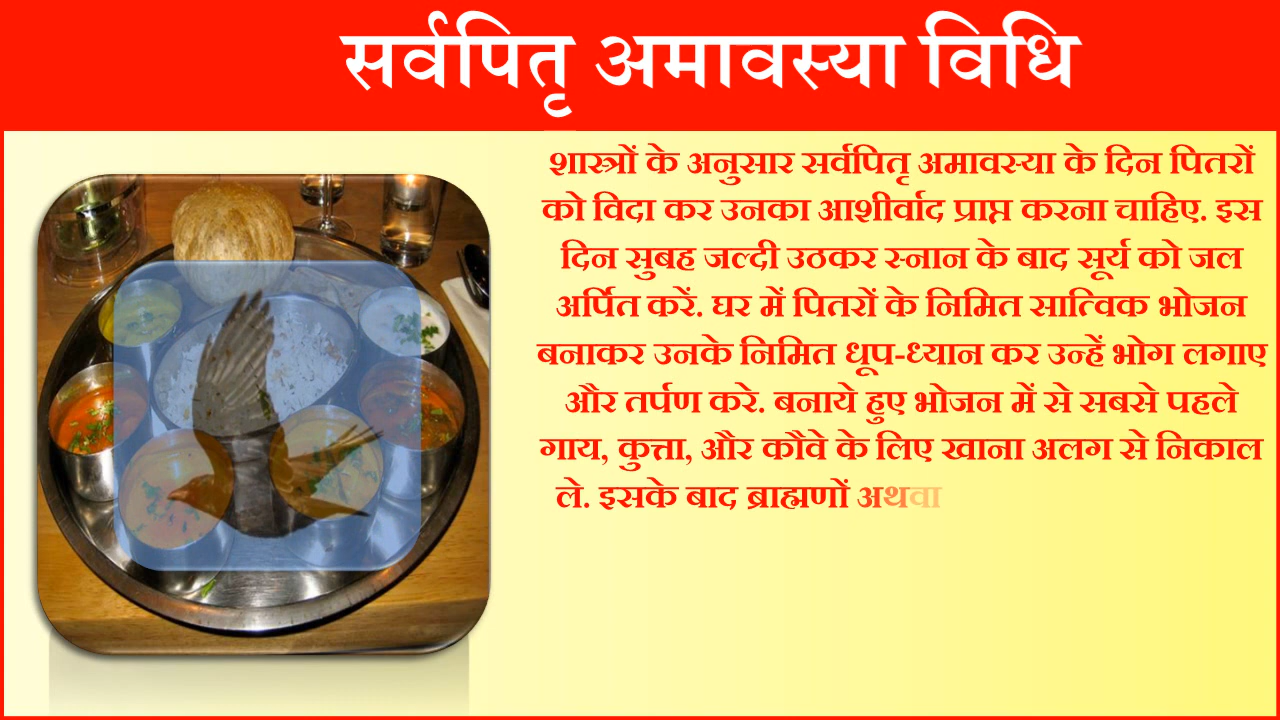 सर्वपितृ अमावस्या विधि
शास्त्रों के अनुसार सर्वपितृ अमावस्या के दिन पितरों
को विदा कर उनका आशीर्वाद प्राप्त करना चाहिए. इस
दिन सुबह जल्दी उठकर स्नान के बाद सूर्य को जल
अर्पित करें. घर में पितरों के निमित सात्विक भोजन
बनाकर उनके निमित धूप-ध्यान कर उन्हें भोग लगाए
और तर्पण करे. बनाये हुए भोजन में से सबसे पहले
गाय, कुत्ता, और कौवे के लिए खाना अलग से निकाल
ले. इसके बाद ब्राह्मणों अथवा